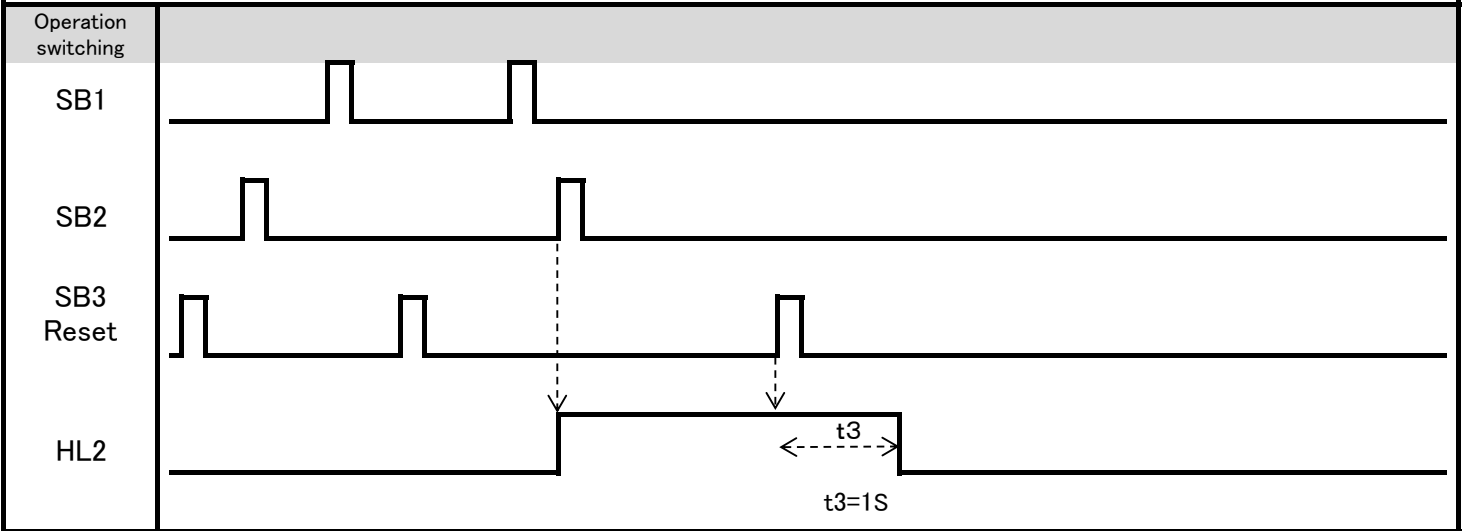 Operation
switching
SB1
SB2
SB3
Reset
HL2
t3
t3=1S